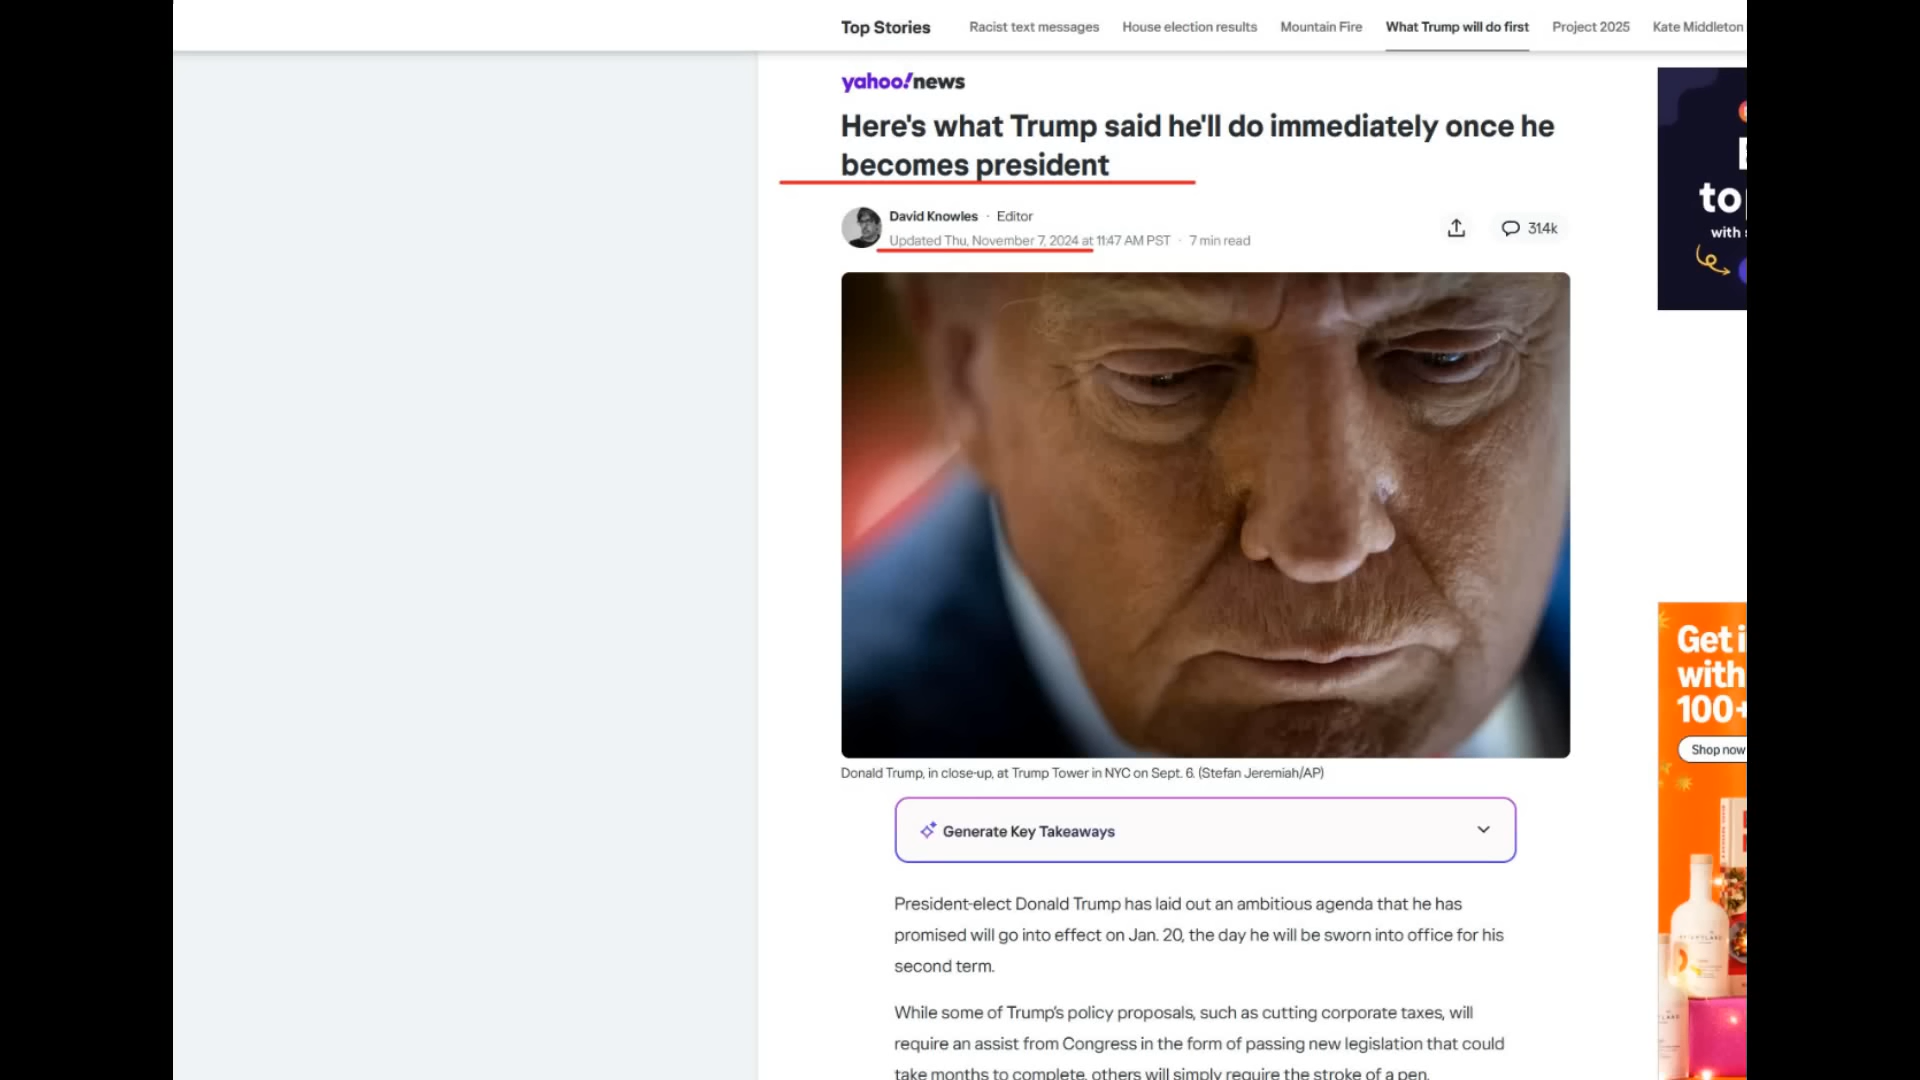 Top Stories Racist text messages House election results Mountain Fire What Trump will do first Project 2025 Kate Middleton
yahoo!news
Here's what Trump said he'll do immediately once he
becomes president
David Knowles · Editor
Updated Thu, November 7, 2024 at 11:47 AM PST · 7 min read
31.4k
to
with
Donald Trump, in close-up, at Trump Tower in NYC on Sept. 6. (Stefan Jeremiah/AP)
Generate Key Takeaways
President-elect Donald Trump has laid out an ambitious agenda that he has
promised will go into effect on Jan. 20, the day he will be sworn into office for his
second term.
While some of Trump's policy proposals, such as cutting corporate taxes, will
require an assist from Congress in the form of passing new legislation that could
take months to complete, others will simply require the stroke of a pen.
Get i
with
100+
Shop now